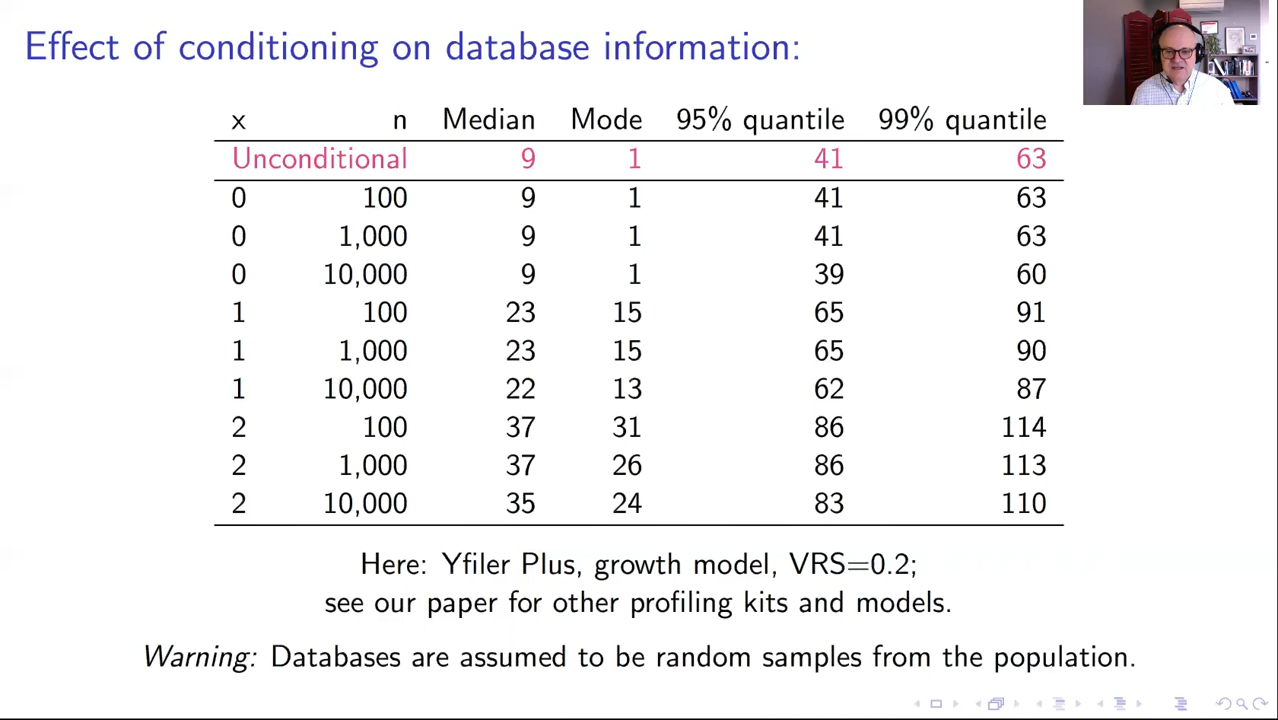 Effect of conditioning on database information:
x n Median Mode 95% quantile 99% quantile
Unconditional 9 1 41 63
0 100 9 1 41 63
0 1,000 9 1 41 63
0 10,000 9 1 39 60
1 100 23 15 65 91
1 1,000 23 15 65 90
1 10,000 22 13 62 87
2 100 37 31 86 114
2 1,000 37 26 86 113
2 10,000 35 24 83 110
Here: Yfiler Plus, growth model, VRS=0.2;
see our paper for other profiling kits and models.
Warning: Databases are assumed to be random samples from the population.